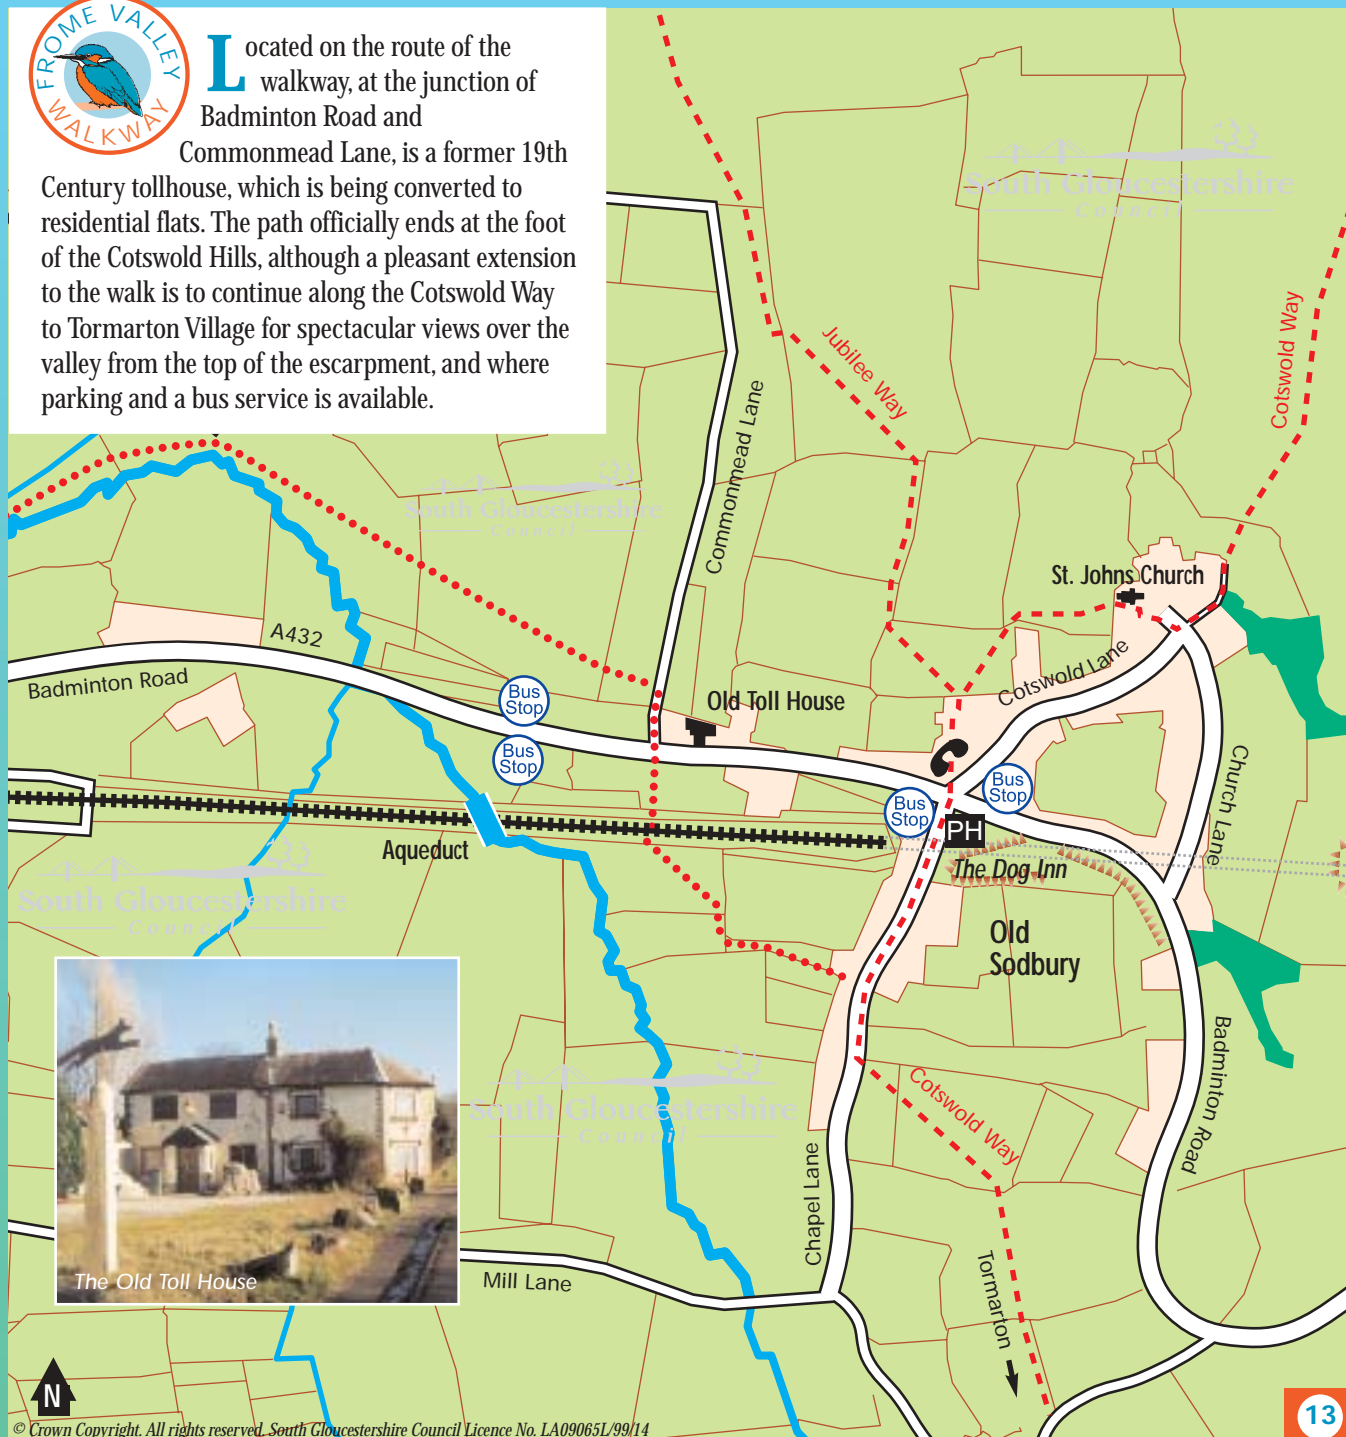 FROME VALLEY
WALKWAY
Located on the route of the
walkway, at the junction of
Badminton Road and
Commonmead Lane, is a former 19th
Century tollhouse, which is being converted to
residential flats. The path officially ends at the foot
of the Cotswold Hills, although a pleasant extension
to the walk is to continue along the Cotswold Way
to Tormarton Village for spectacular views over the
valley from the top of the escarpment, and where
parking and a bus service is available.
South Gloucestershire
Council
Jubilee Way
Cotswold Way
Commonmead Lane
South Gloucestershire
Council
St. Johns Church
A432
Badminton Road
Cotswold Lane
Bus
Stop
Old Toll House
Bus
Stop
Bus
Stop
Bus
Stop
Church Lane
PH
Aqueduct
The Dog Inn
South Gloucestershire
Council
Old
Sodbury
Badminton Road
Cotswold Way
South Gloucestershire
Council
Chapel Lane
Tormarton
The Old Toll House
Mill Lane
N
© Crown Copyright. All rights reserved. South Gloucestershire Council Licence No. LA09065L/99/14
13